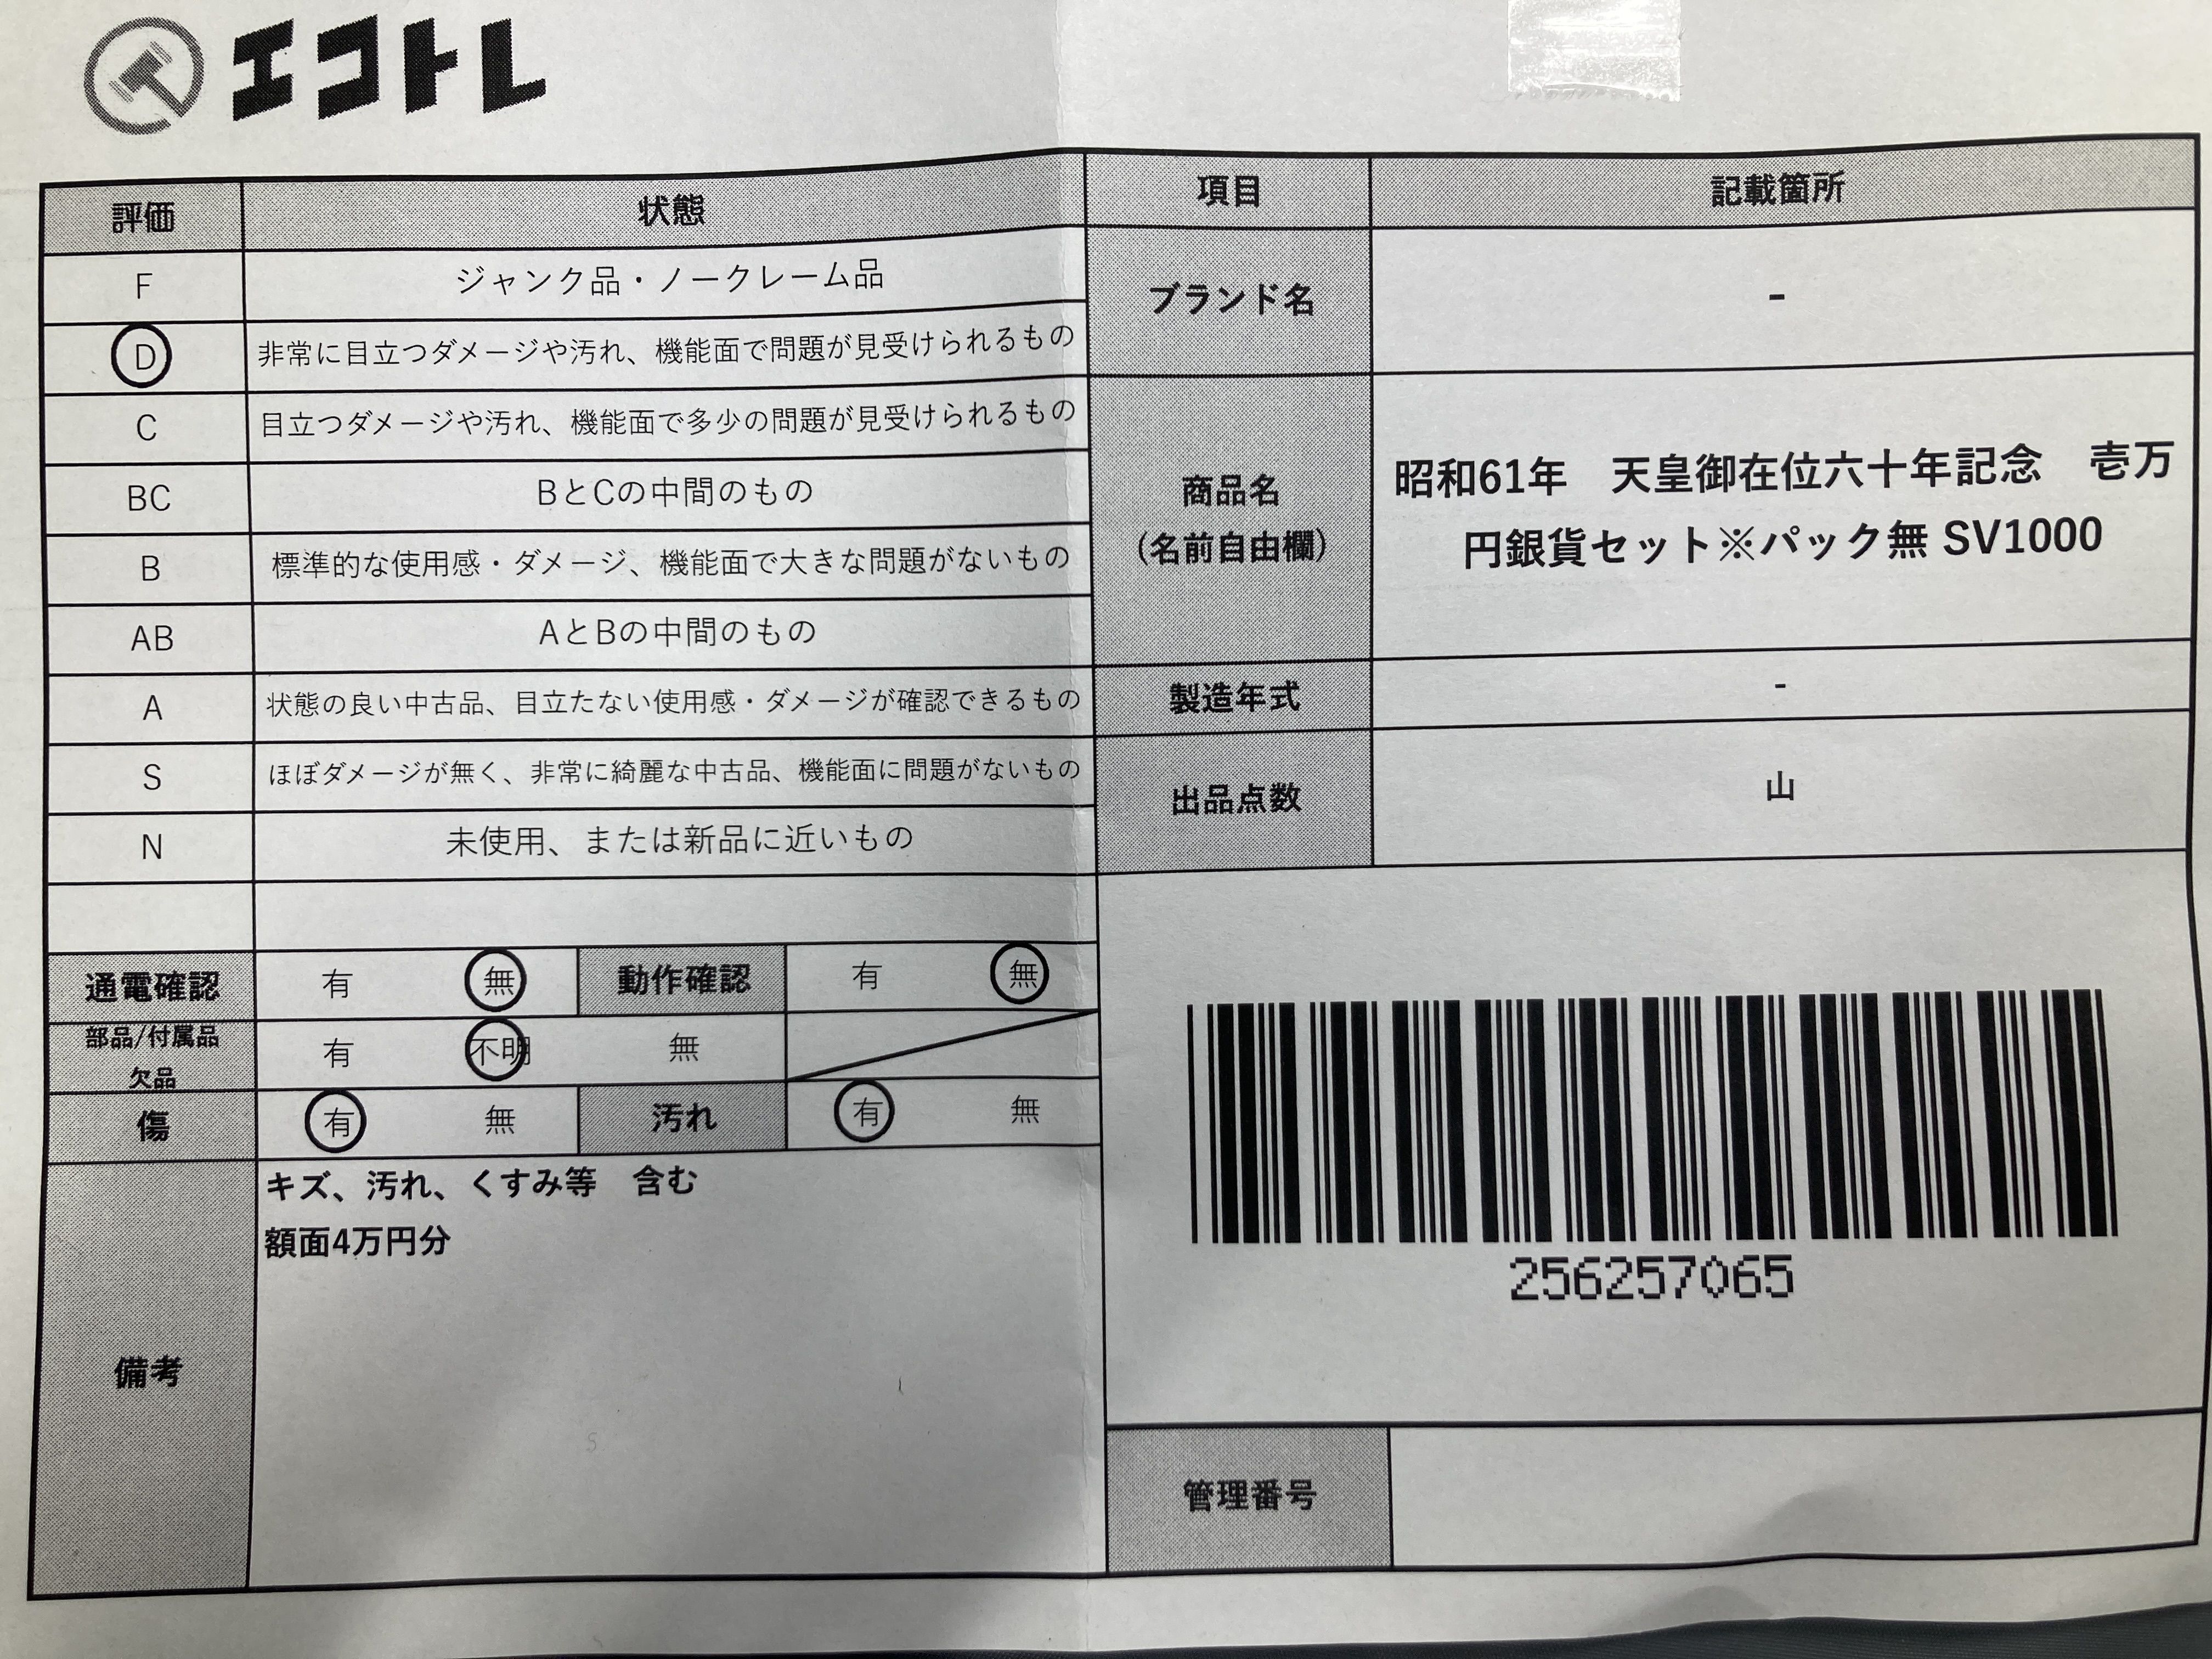 エコトレ
評価 状態
F ジャンク品・ノークレーム品
D 非常に目立つダメージや汚れ、機能面で問題が見受けられるもの
C 目立つダメージや汚れ、機能面で多少の問題が見受けられるもの
BC BとCの中間のもの
B 標準的な使用感・ダメージ、機能面で大きな問題がないもの
AB AとBの中間のもの
A 状態の良い中古品、目立たない使用感・ダメージが確認できるもの
S ほぼダメージが無く、非常に綺麗な中古品、機能面に問題がないもの
N 未使用、または新品に近いもの
通電確認 有 無 動作確認 有 無
部品/付属品
欠品
有 不明 無
傷 有 無 汚れ 有 無
備考
キズ、汚れ、くすみ等　含む
額面4万円分
項目 記載箇所
ブランド名 -
商品名
(名前自由欄)
昭和61年　天皇御在位六十年記念　壱万
円銀貨セット※パック無 SV1000
製造年式 -
出品点数 山
256257065
管理番号